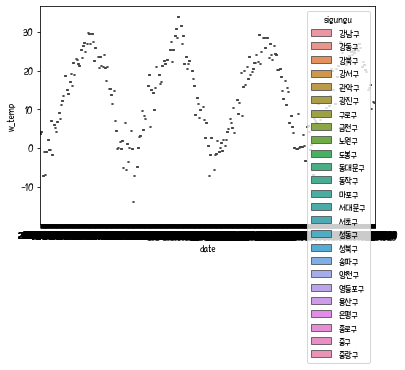 sigungu
강남구
강동구
강북구
강서구
관악구
광진구
구로구
금천구
노원구
도봉구
동대문구
동작구
마포구
서대문구
서초구
성동구
성북구
송파구
양천구
영등포구
용산구
은평구
종로구
중구
중랑구
30
20
10
0
-10
w_temp
date